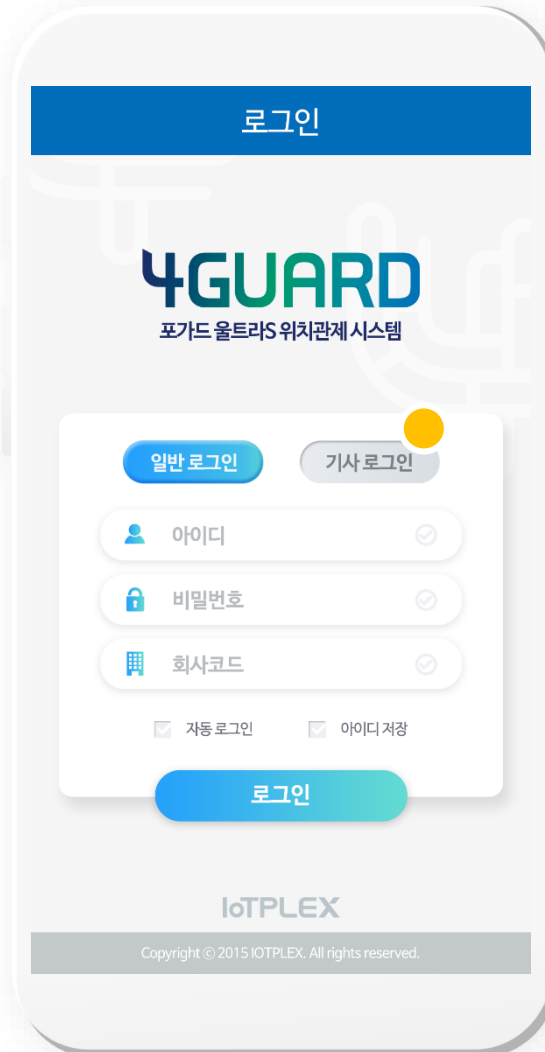 로그인
4GUARD
포가드 울트라S 위치관제 시스템
일반 로그인 기사 로그인
아이디
비밀번호
회사코드
자동 로그인 아이디 저장
로그인
IoTPLEX
Copyright ⓒ 2015 IOTPLEX. All rights reserved.